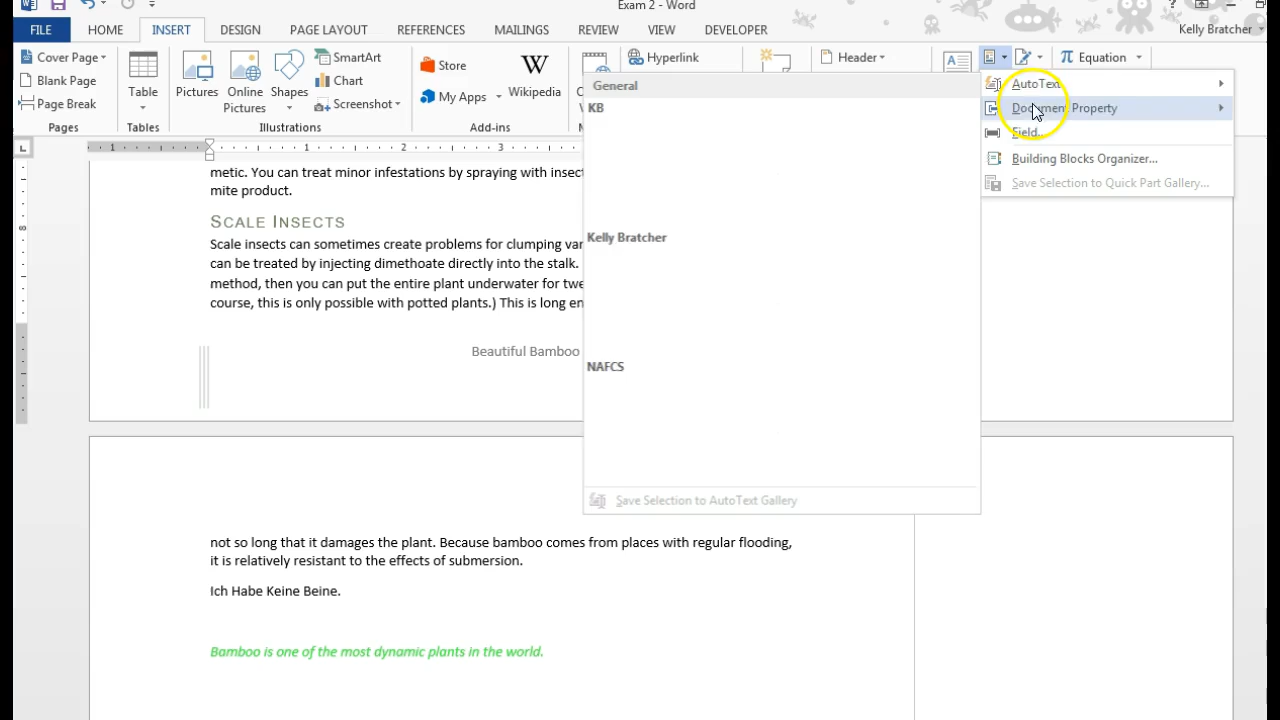 Exam 2 - Word
?
FILE HOME INSERT DESIGN PAGE LAYOUT REFERENCES MAILINGS REVIEW VIEW DEVELOPER Kelly Bratcher
Cover Page
Blank Page
Page Break
Pages
Table
Tables
Pictures
Online Pictures
Shapes
SmartArt
Chart
Screenshot
Illustrations
Store
My Apps
W
Wikipedia
Add-ins
Hyperlink
Header
A
π Equation
General
KB
Kelly Bratcher
NAFCS
Save Selection to AutoText Gallery
AutoText
Document Property
Field...
Building Blocks Organizer...
Save Selection to Quick Part Gallery...
L
1 1 2 3
8
metic. You can treat minor infestations by spraying with insect
mite product.
SCALE INSECTS
Scale insects can sometimes create problems for clumping var
can be treated by injecting dimethoate directly into the stalk.
method, then you can put the entire plant underwater for twe
course, this is only possible with potted plants.) This is long en
Beautiful Bamboo
not so long that it damages the plant. Because bamboo comes from places with regular flooding,
it is relatively resistant to the effects of submersion.
Ich Habe Keine Beine.
Bamboo is one of the most dynamic plants in the world.